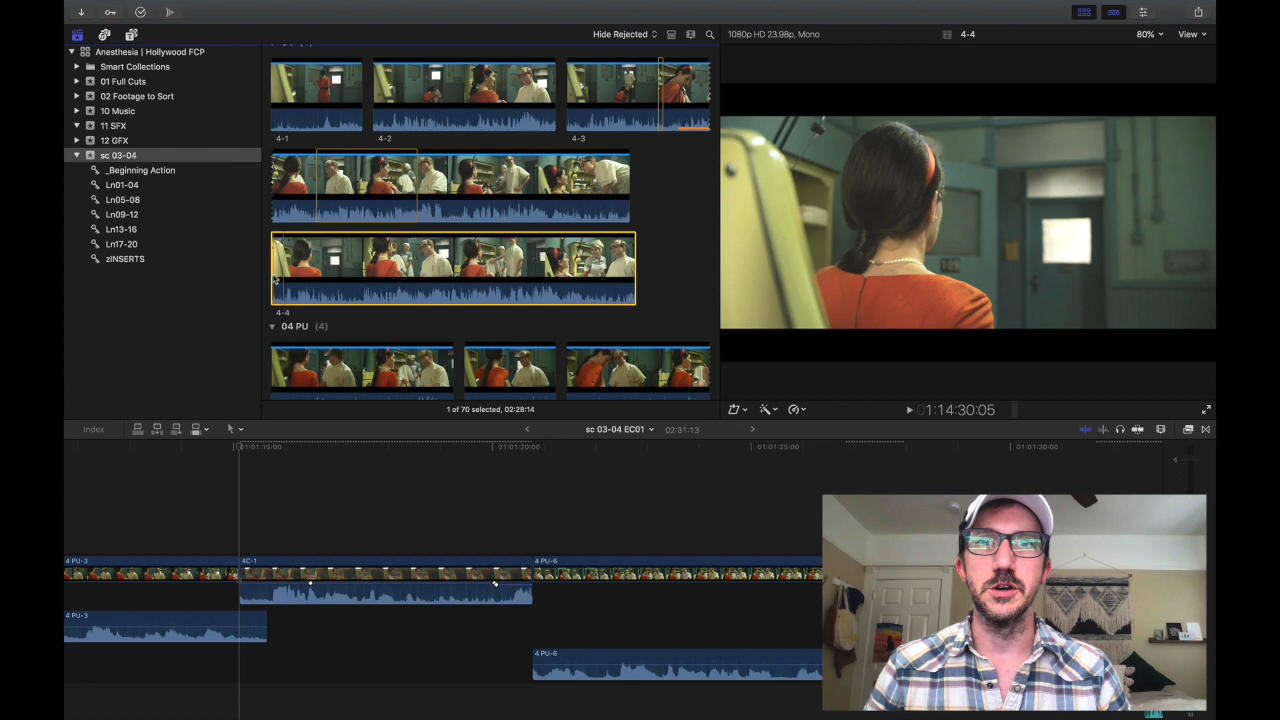 Hide Rejected
1080p HD 23.98p, Mono
4-4
80%
View
Anesthesia | Hollywood FCP
Smart Collections
01 Full Cuts
02 Footage to Sort
10 Music
11 SFX
12 GFX
sc 03-04
_Beginning Action
Ln01-04
Ln05-08
Ln09-12
Ln13-16
Ln17-20
zINSERTS
4-1
4-2
4-3
4-4
04 PU (4)
1 of 70 selected, 02:28:14
01:14:30:05
Index
sc 03-04 EC01
02:31:13
01:01:15:00
01:01:20:00
01:01:25:00
01:01:30:00
6
4 PU-3
4C-1
4 PU-6
4 PU-3
4 PU-6
M